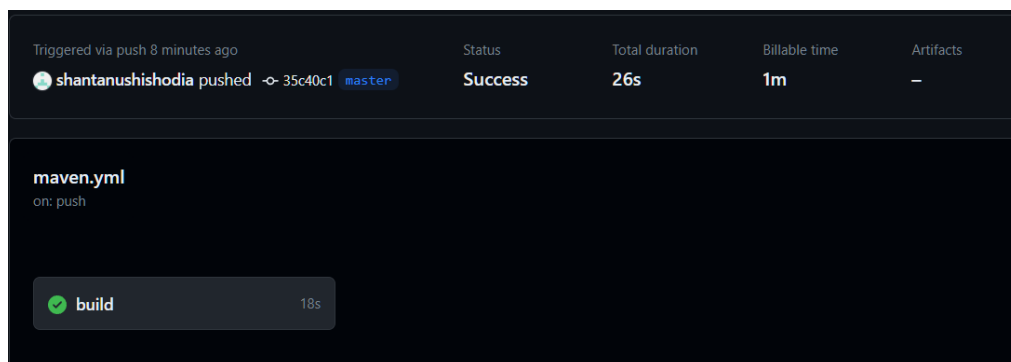 Triggered via push 8 minutes ago
shantanushishodia pushed 35c40c1 master
Status
Success
Total duration
26s
Billable time
1m
Artifacts
–
maven.yml
on: push
build 18s